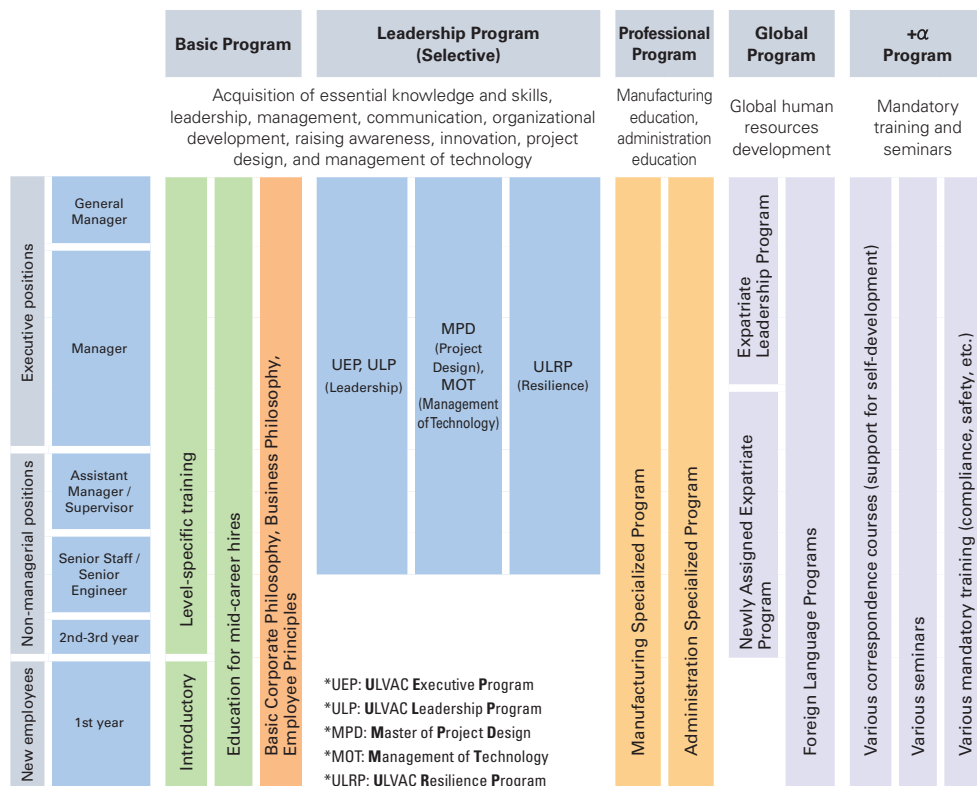 Basic Program
Leadership Program
(Selective)
Professional
Program
Global
Program
+α
Program
Acquisition of essential knowledge and skills,
leadership, management, communication, organizational
development, raising awareness, innovation, project
design, and management of technology
Manufacturing
education,
administration
education
Global human
resources
development
Mandatory
training and
seminars
Executive positions
General
Manager
Manager
Non-managerial positions
Assistant
Manager /
Supervisor
Senior Staff /
Senior
Engineer
2nd-3rd year
New employees
1st year
Level-specific training
Introductory
Education for mid-career hires
Basic Corporate Philosophy, Business Philosophy,
Employee Principles
UEP, ULP
(Leadership)
MPD
(Project
Design),
MOT
(Management
of Technology)
ULRP
(Resilience)
*UEP: ULVAC Executive Program
*ULP: ULVAC Leadership Program
*MPD: Master of Project Design
*MOT: Management of Technology
*ULRP: ULVAC Resilience Program
Manufacturing Specialized Program
Administration Specialized Program
Expatriate
Leadership Program
Newly Assigned Expatriate
Program
Foreign Language Programs
Various correspondence courses (support for self-development)
Various seminars
Various mandatory training (compliance, safety, etc.)